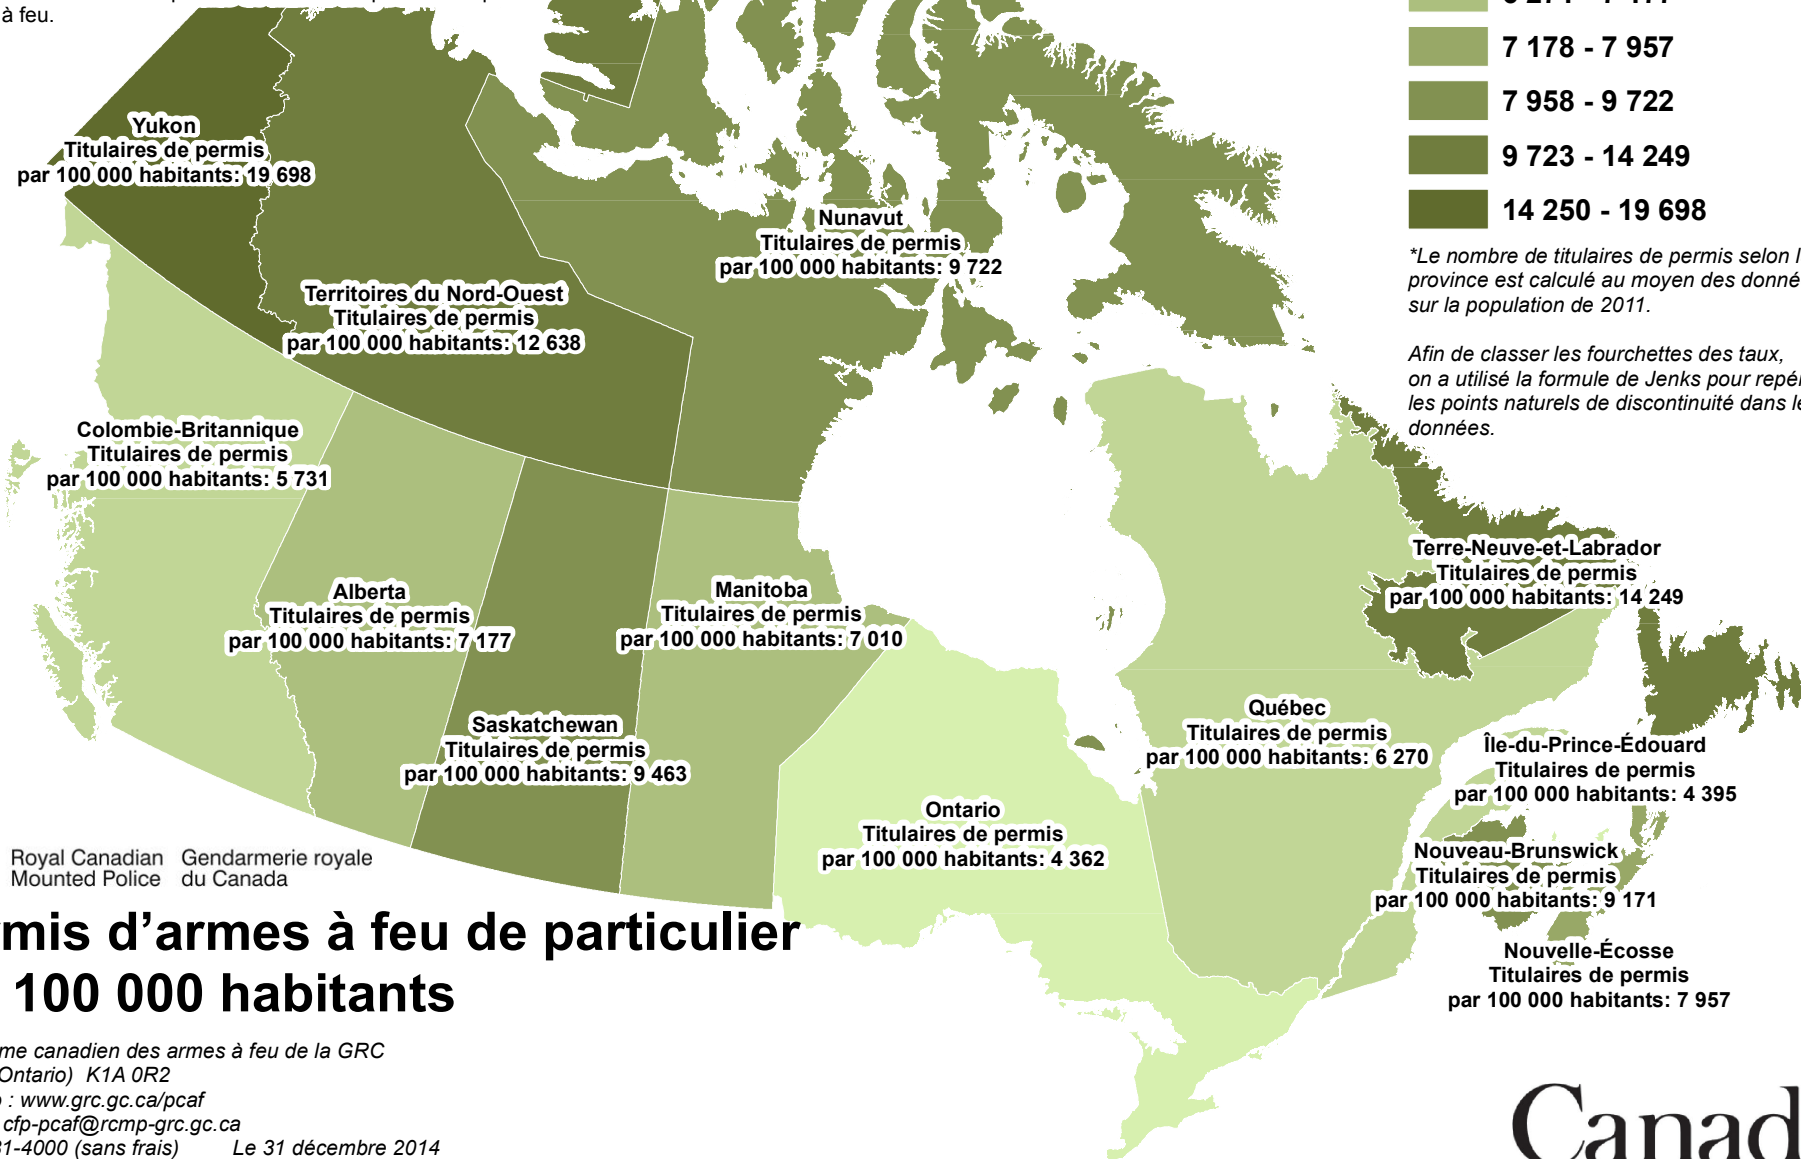 à feu.
7 178 - 7 957
7 958 - 9 722
9 723 - 14 249
14 250 - 19 698
*Le nombre de titulaires de permis selon
province est calculé au moyen des
sur la population de 2011.
Afin de classer les fourchettes des taux,
on a utilisé la formule de Jenks pour
les points naturels de discontinuité dans
données.
Yukon
Titulaires de permis
par 100 000 habitants: 19 698
Nunavut
Titulaires de permis
par 100 000 habitants: 9 722
Territoires du Nord-Ouest
Titulaires de permis
par 100 000 habitants: 12 638
Colombie-Britannique
Titulaires de permis
par 100 000 habitants: 5 731
Alberta
Titulaires de permis
par 100 000 habitants: 7 177
Manitoba
Titulaires de permis
par 100 000 habitants: 7 010
Terre-Neuve-et-Labrador
Titulaires de permis
par 100 000 habitants: 14 249
Saskatchewan
Titulaires de permis
par 100 000 habitants: 9 463
Québec
Titulaires de permis
par 100 000 habitants: 6 270
Île-du-Prince-Édouard
Titulaires de permis
par 100 000 habitants: 4 395
Ontario
Titulaires de permis
par 100 000 habitants: 4 362
Nouveau-Brunswick
Titulaires de permis
par 100 000 habitants: 9 171
Nouvelle-Écosse
Titulaires de permis
par 100 000 habitants: 7 957
Royal Canadian Gendarmerie royale
Mounted Police du Canada
rmis d'armes à feu de particulier
100 000 habitants
me canadien des armes à feu de la GRC
Ontario) K1A 0R2
: www.grc.gc.ca/pcaf
cfp-pcaf@rcmp-grc.gc.ca
31-4000 (sans frais) Le 31 décembre 2014
Canad